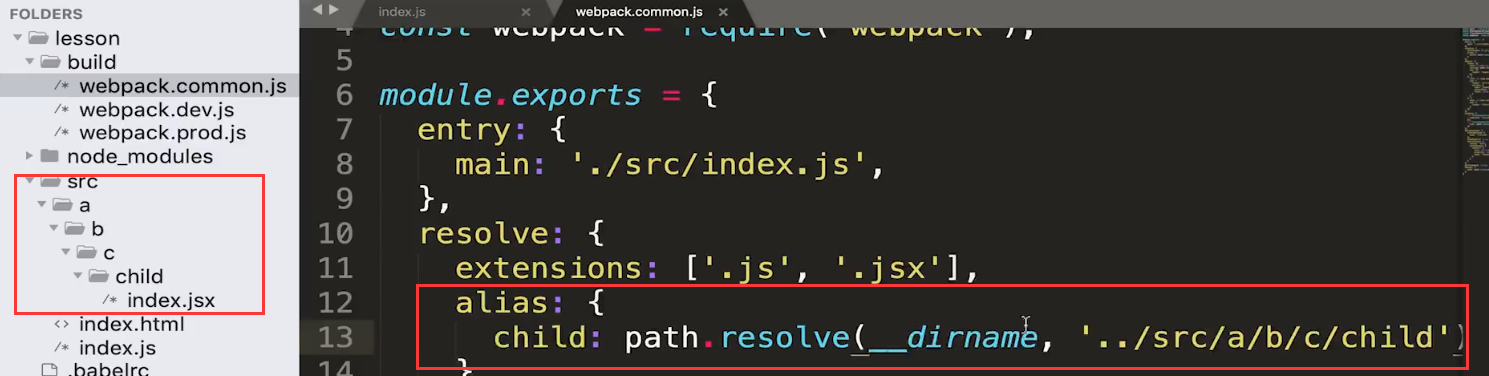 FOLDERS
lesson
build
/* webpack.common.js
/* webpack.dev.js
/* webpack.prod.js
node_modules
src
a
b
c
child
/* index.jsx
<> index.html
/* index.js
.babelrc
index.js ×
webpack.common.js ×
4 const webpack = require('webpack');
5
6 module.exports = {
7 entry: {
8 main: './src/index.js',
9 },
10 resolve: {
11 extensions: ['.js', '.jsx'],
12 alias: {
13 child: path.resolve(__dirname, '../src/a/b/c/child')
14 }